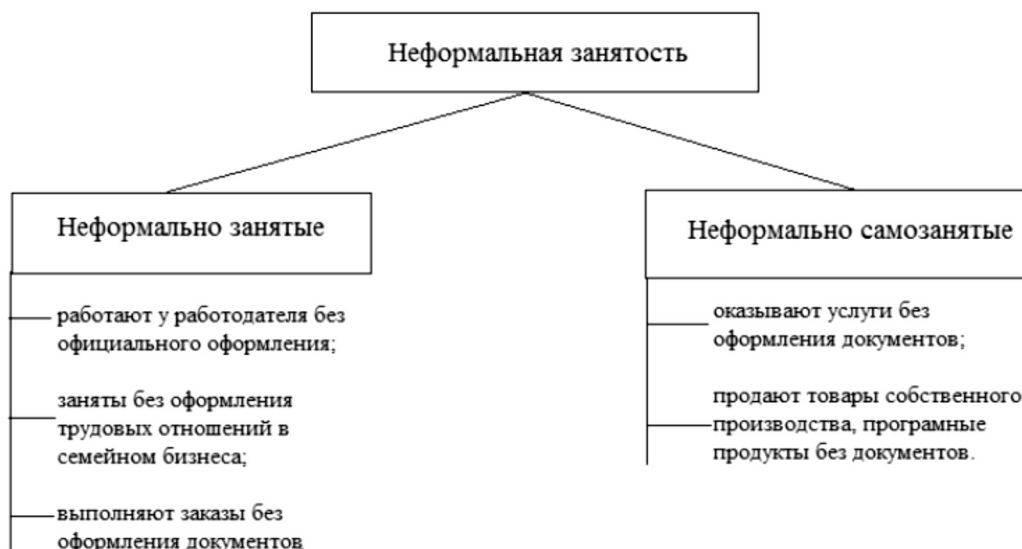 Неформальная занятость
Неформально занятые
работают у работодателя без
официального оформления;
заняты без оформления
трудовых отношений в
семейном бизнеса;
выполняют заказы без
оформления документов
Неформально самозанятые
оказывают услуги без
оформления документов;
продают товары собственного
производства, програмные
продукты без документов.